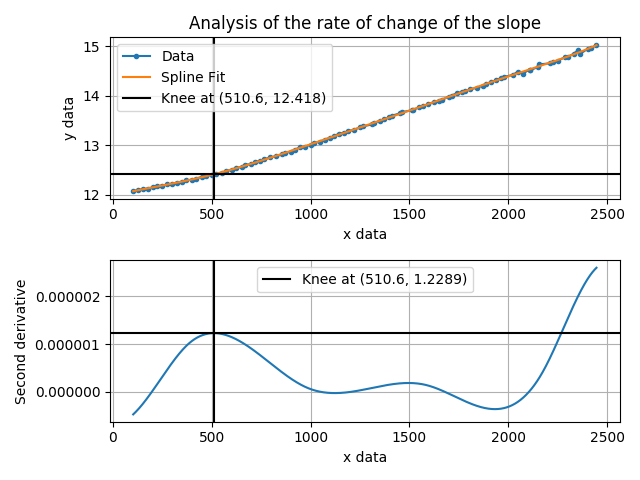 Analysis of the rate of change of the slope
15
14
13
12
y data
Data
Spline Fit
Knee at (510.6, 12.418)
0
500
1000
1500
2000
2500
x data
0.000002
0.000001
0.000000
Second derivative
Knee at (510.6, 1.2289)
0
500
1000
1500
2000
2500
x data